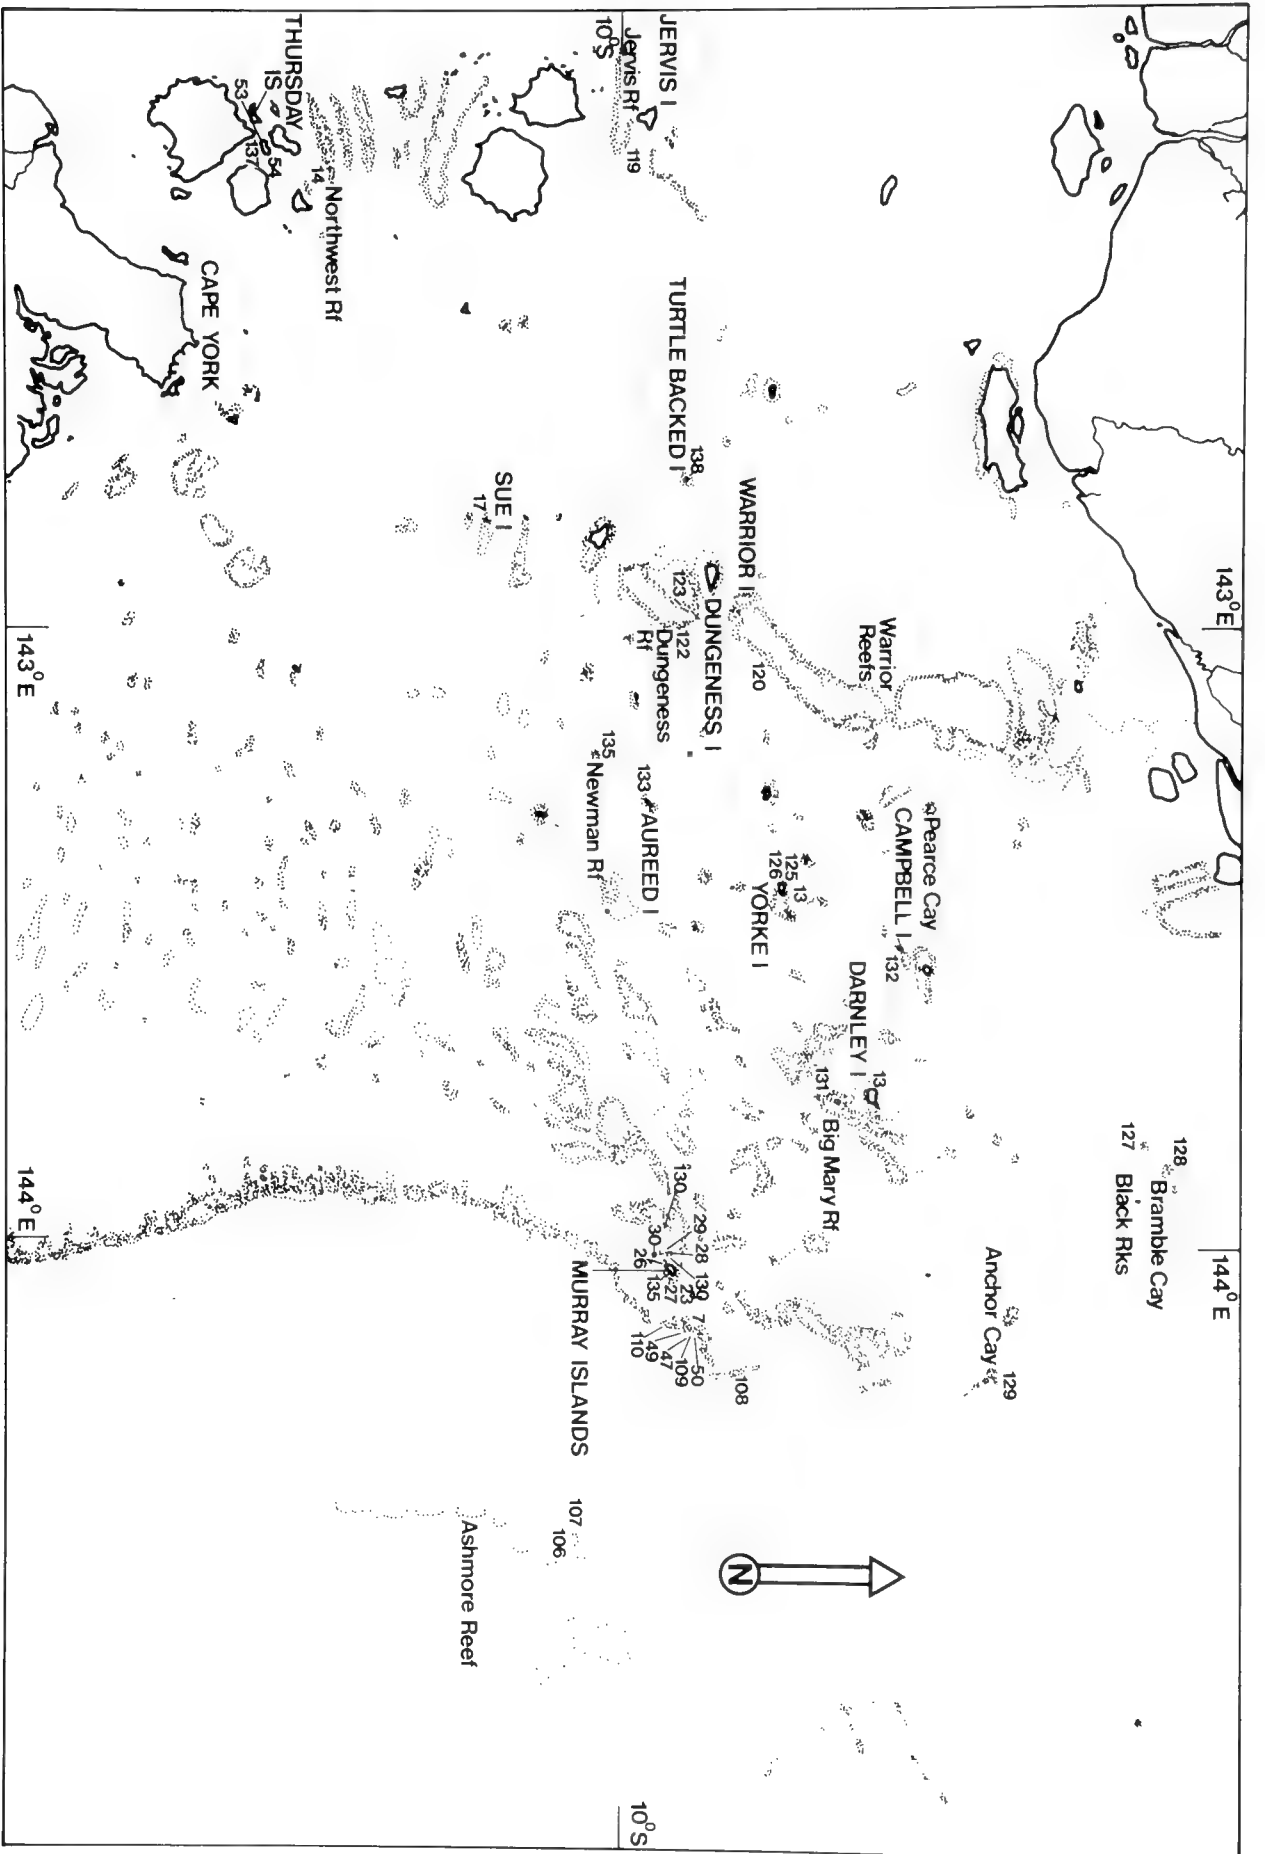 143°E
144°E
128
Bramble Cay
127
Black Rks
Anchor Cay
129
Pearce Cay
CAMPBELL I
132
Warrior
Reefs
DARNLEY I
13
131
Big Mary Rf
120
125
13
126
YORKE I
WARRIOR I
138
TURTLE BACKED I
DUNGENESS I
123
122
Dungeness
Rf
JERVIS I
Jervis Rf
119
10°S
133
AUREED I
135
Newman Rf
108
130
29
28
30
26
139
23
27
135
7
50
109
47
49
110
MURRAY ISLANDS
10°S
SUE I
17
107
106
Ashmore Reef
N
14
Northwest Rf
THURSDAY
IS
53
54
137
CAPE YORK
143°E
144°E